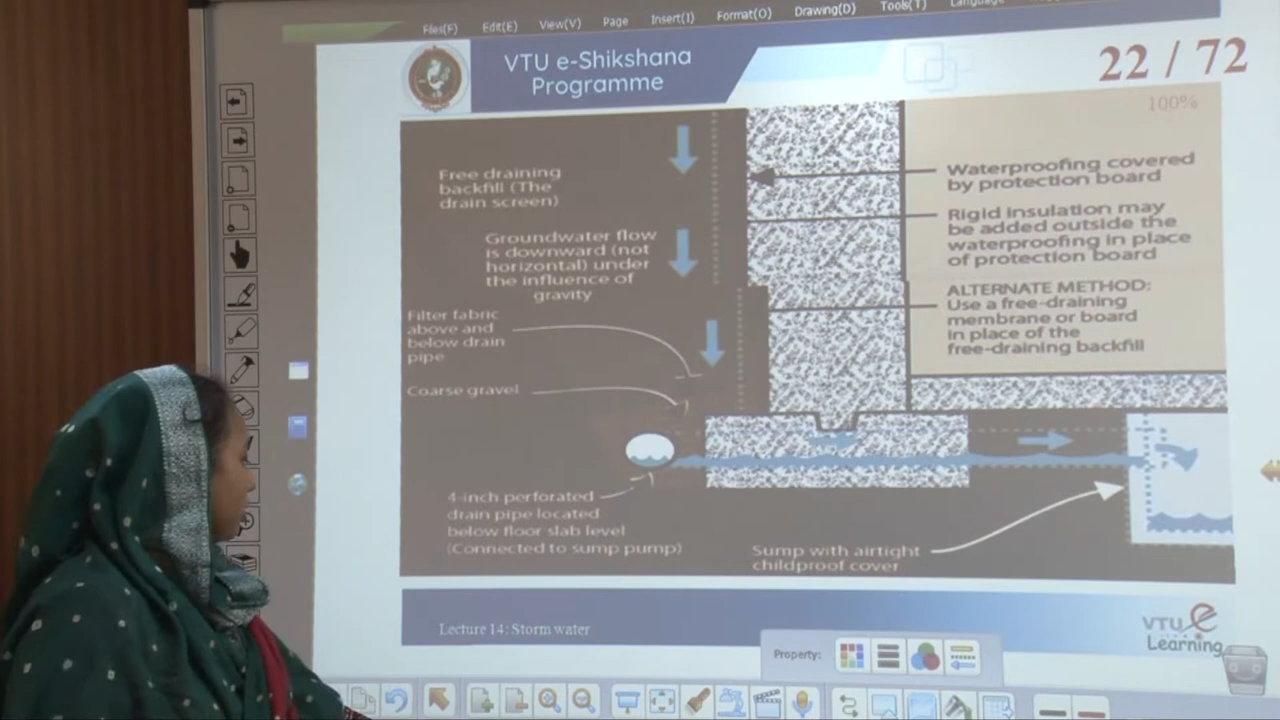 Files(F) Edit(E) View(V) Page Insert(I) Format(O) Drawing(D) Tools(T) Language
VTU e-Shikshana
Programme
22 / 72
100%
Free draining
backfill (The
drain screen)
Groundwater flow
is downward (not
horizontal) under
the influence of
gravity
Filter fabric
above and
below drain
pipe
Coarse gravel
4-inch perforated
drain pipe located
below floor slab level
(Connected to sump pump)
Waterproofing covered
by protection board
Rigid insulation may
be added outside the
waterproofing in place
of protection board
ALTERNATE METHOD:
Use a free-draining
membrane or board
in place of the
free-draining backfill
Sump with airtight
childproof cover
Lecture 14: Storm water
VTU e
Learning
Property: